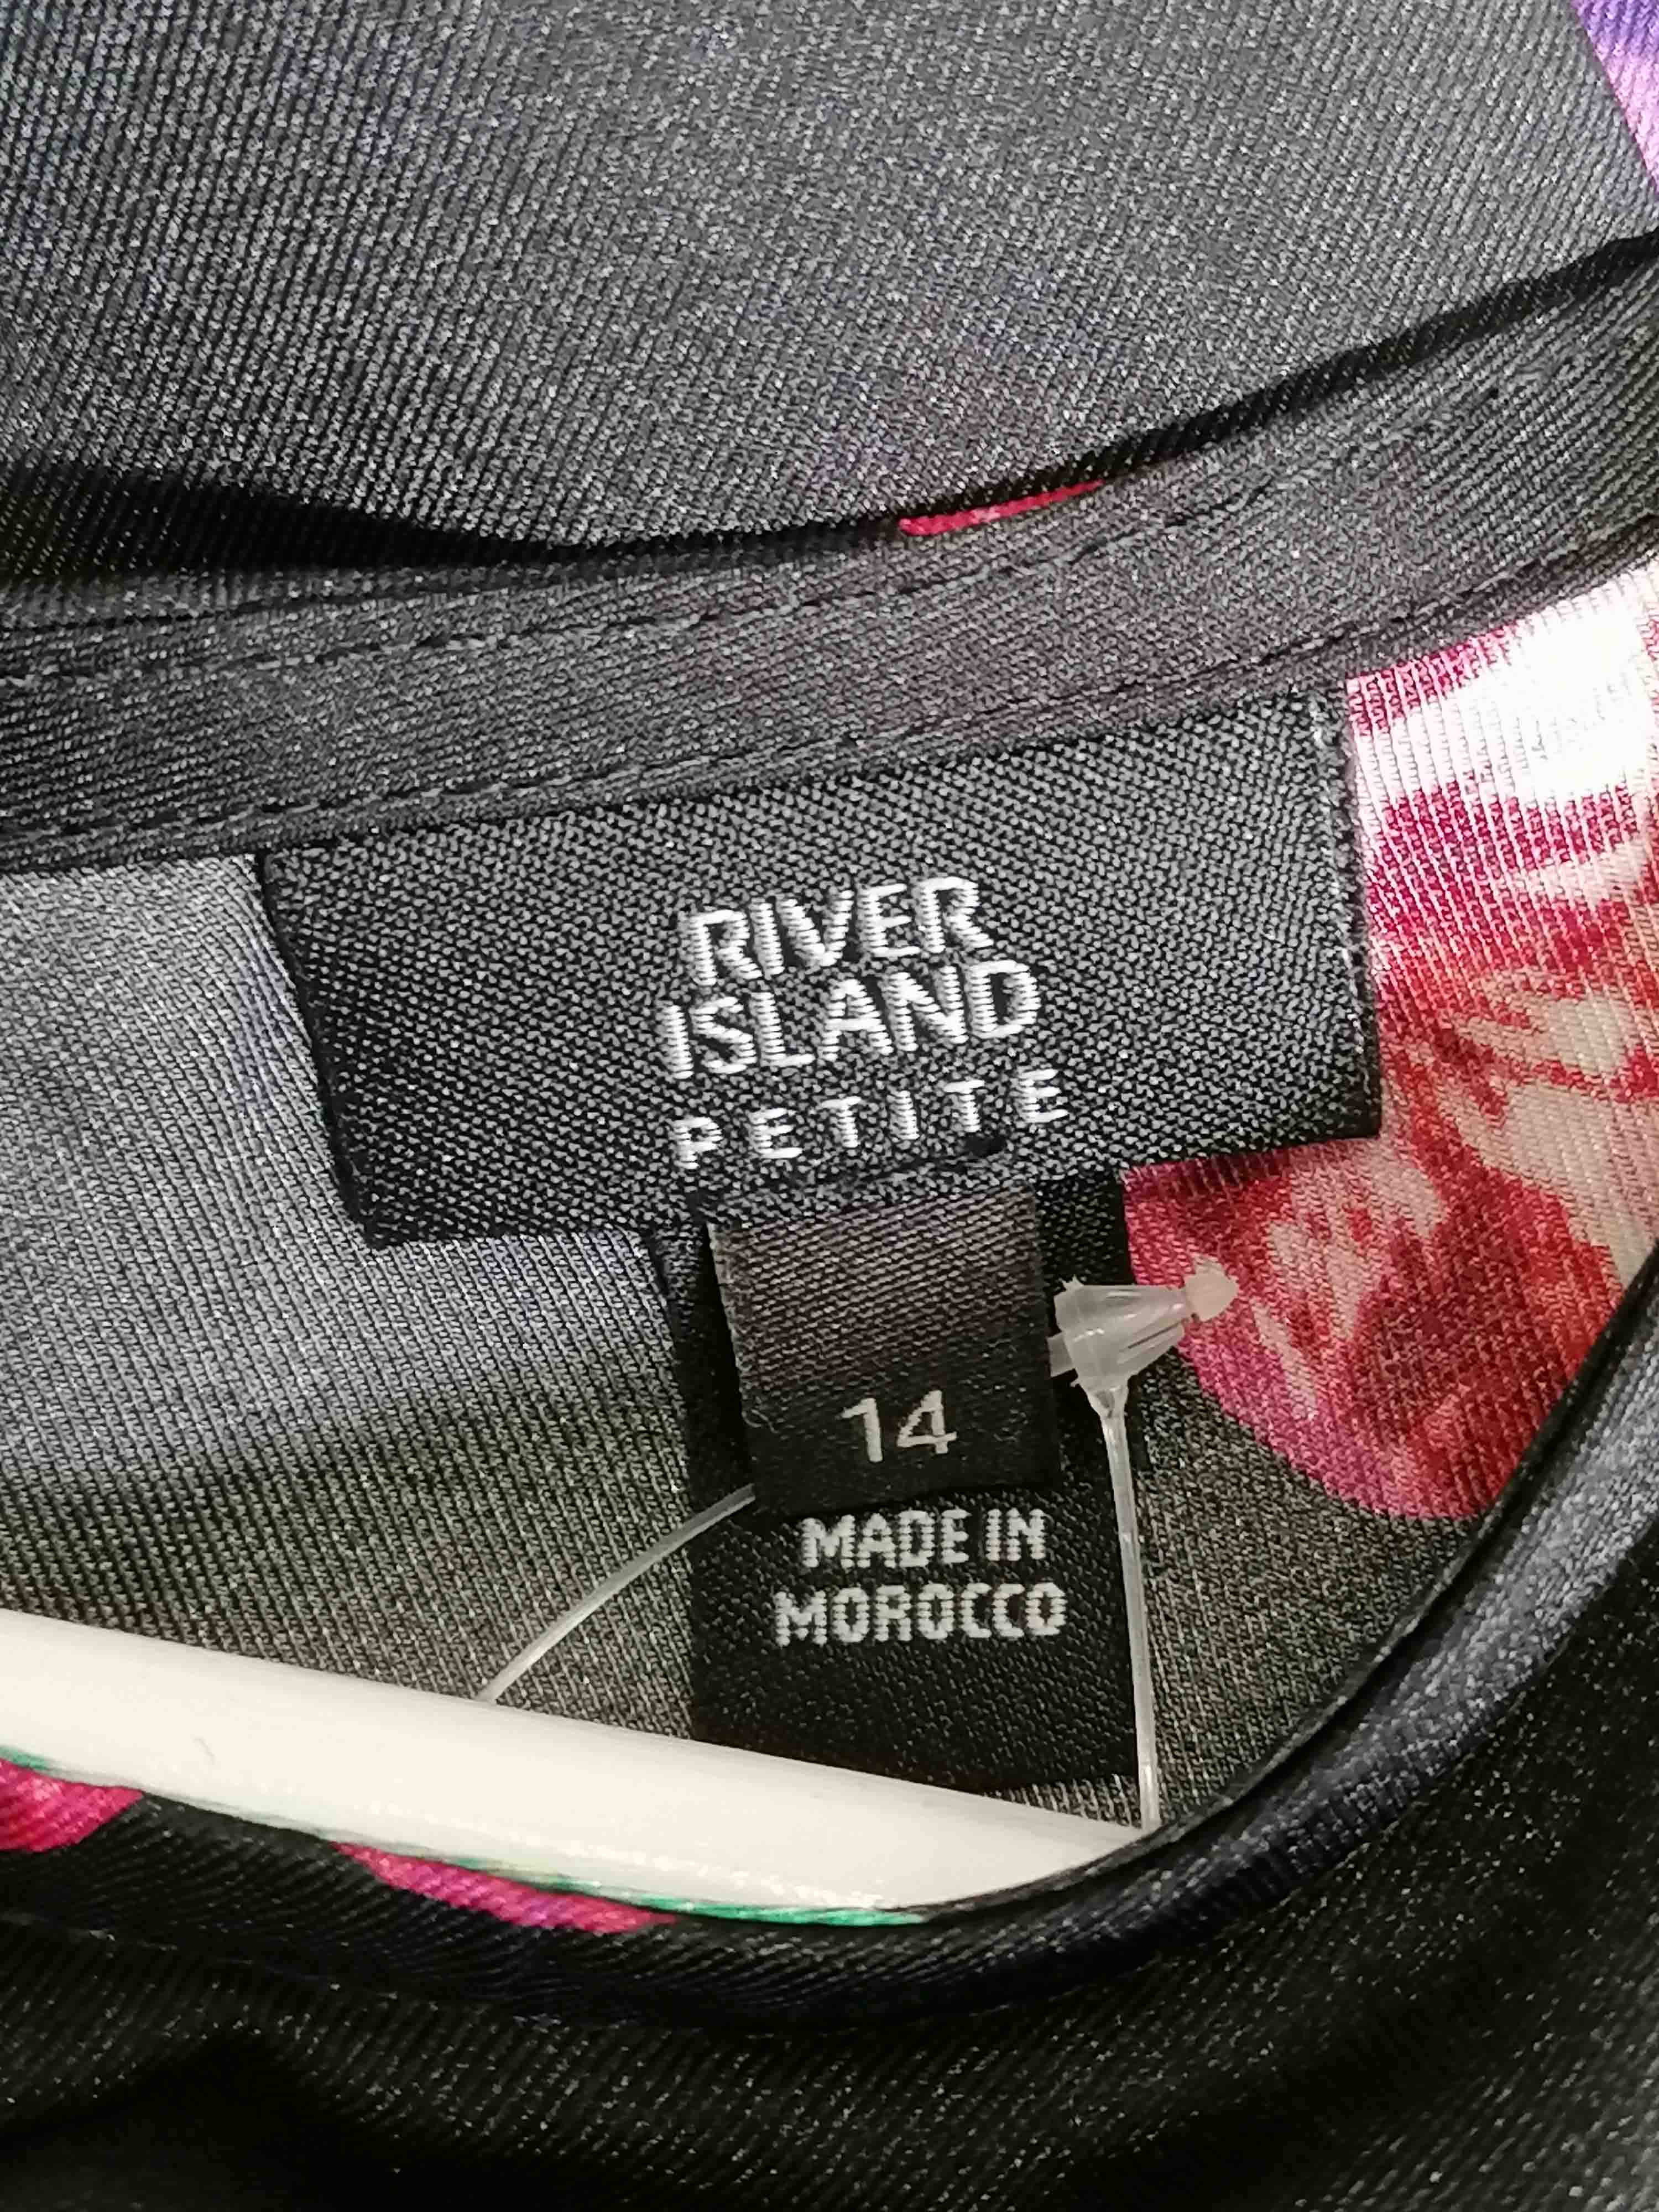 RIVER
ISLAND
PETITE
14
MADE IN
MOROCCO